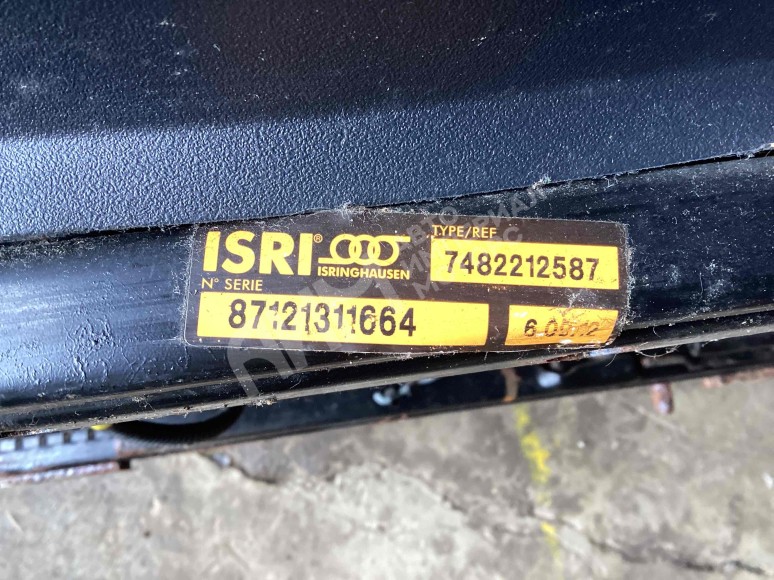 ISRI® ISRINGHAUSEN
TYPE/REF
7482212587
N° SERIE
87121311664